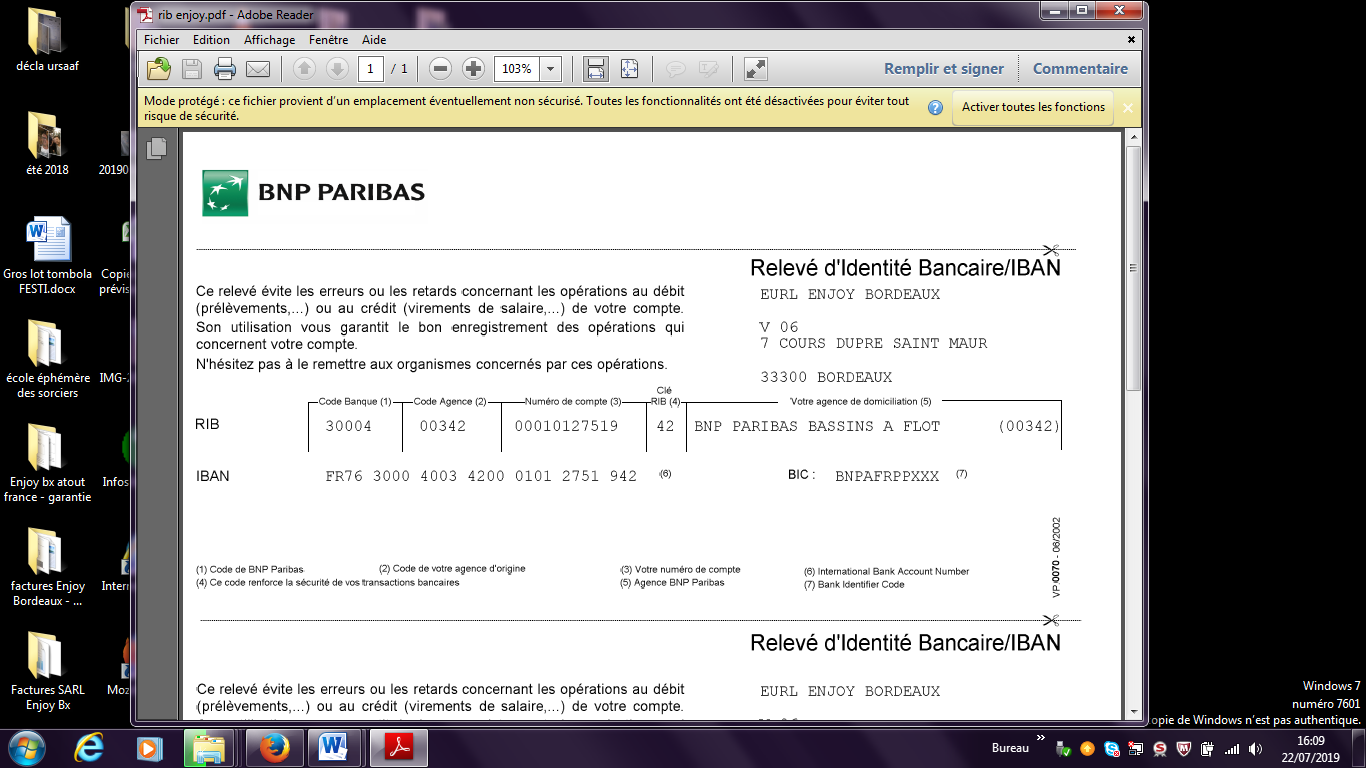 rib enjoy.pdf - Adobe Reader
Fichier Edition Affichage Fenêtre Aide
1 / 1
103%
Remplir et signer
Commentaire
Mode protégé : ce fichier provient d'un emplacement éventuellement non sécurisé. Toutes les fonctionnalités ont été désactivées pour éviter tout
risque de sécurité.
Activer toutes les fonctions
BNP PARIBAS
Relevé d'Identité Bancaire/IBAN
Ce relevé évite les erreurs ou les retards concernant les opérations au débit
(prélèvements,...) ou au crédit (virements de salaire,...) de votre compte.
Son utilisation vous garantit le bon enregistrement des opérations qui
concernent votre compte.
N'hésitez pas à le remettre aux organismes concernés par ces opérations.
EURL ENJOY BORDEAUX
V 06
7 COURS DUPRE SAINT MAUR
33300 BORDEAUX
Code Banque (1) Code Agence (2) Numéro de compte (3) Clé RIB (4) Votre agence de domiciliation (5)
RIB 30004 00342 00010127519 42 BNP PARIBAS BASSINS A FLOT (00342)
IBAN FR76 3000 4003 4200 0101 2751 942 (6) BIC : BNPAFRPPXXX (7)
(1) Code de BNP Paribas (2) Code de votre agence d'origine (3) Votre numéro de compte (6) International Bank Account Number
(4) Ce code renforce la sécurité de vos transactions bancaires (5) Agence BNP Paribas (7) Bank Identifier Code
VP.0070 - 06/2002
Relevé d'Identité Bancaire/IBAN
Ce relevé évite les erreurs ou les retards concernant les opérations au débit
(prélèvements,...) ou au crédit (virements de salaire,...) de votre compte.
EURL ENJOY BORDEAUX
décla ursaaf
été 2018
20190
Gros lot tombola
FESTI.docx
Copie
prévis
école éphémère
des sorciers
IMG-2
Enjoy bx atout
france - garantie
Infos
factures Enjoy
Bordeaux - ...
Inter
Factures SARL
Enjoy Bx
Moz
Windows 7
numéro 7601
opie de Windows n'est pas authentique.
Bureau
16:09
22/07/2019